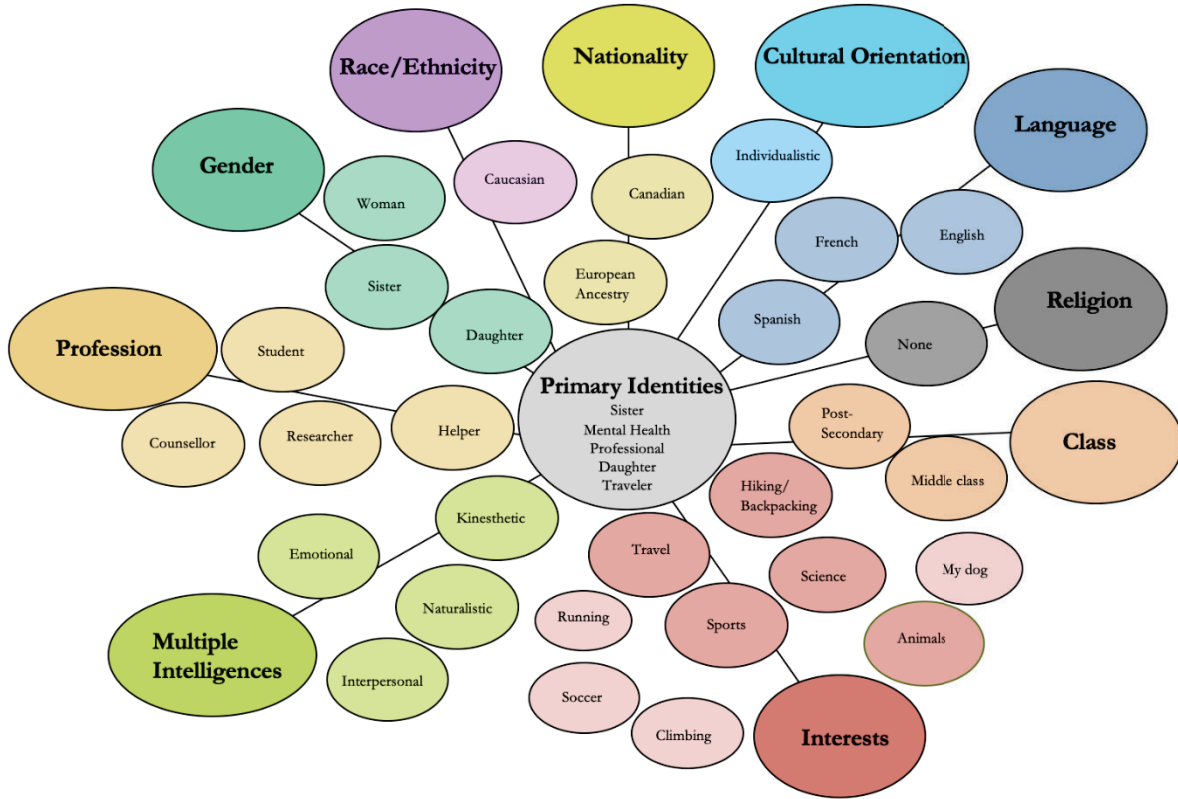 Race/Ethnicity
Nationality
Cultural Orientation
Language
Gender
Woman
Sister
Daughter
Caucasian
Canadian
European
Ancestry
Individualistic
French
English
Spanish
Religion
None
Profession
Student
Counsellor
Researcher
Helper
Primary Identities
Sister
Mental Health
Professional
Daughter
Traveler
Class
Post-
Secondary
Middle class
Multiple
Intelligences
Kinesthetic
Emotional
Naturalistic
Interpersonal
Hiking/
Backpacking
Travel
Science
Sports
My dog
Animals
Running
Soccer
Climbing
Interests